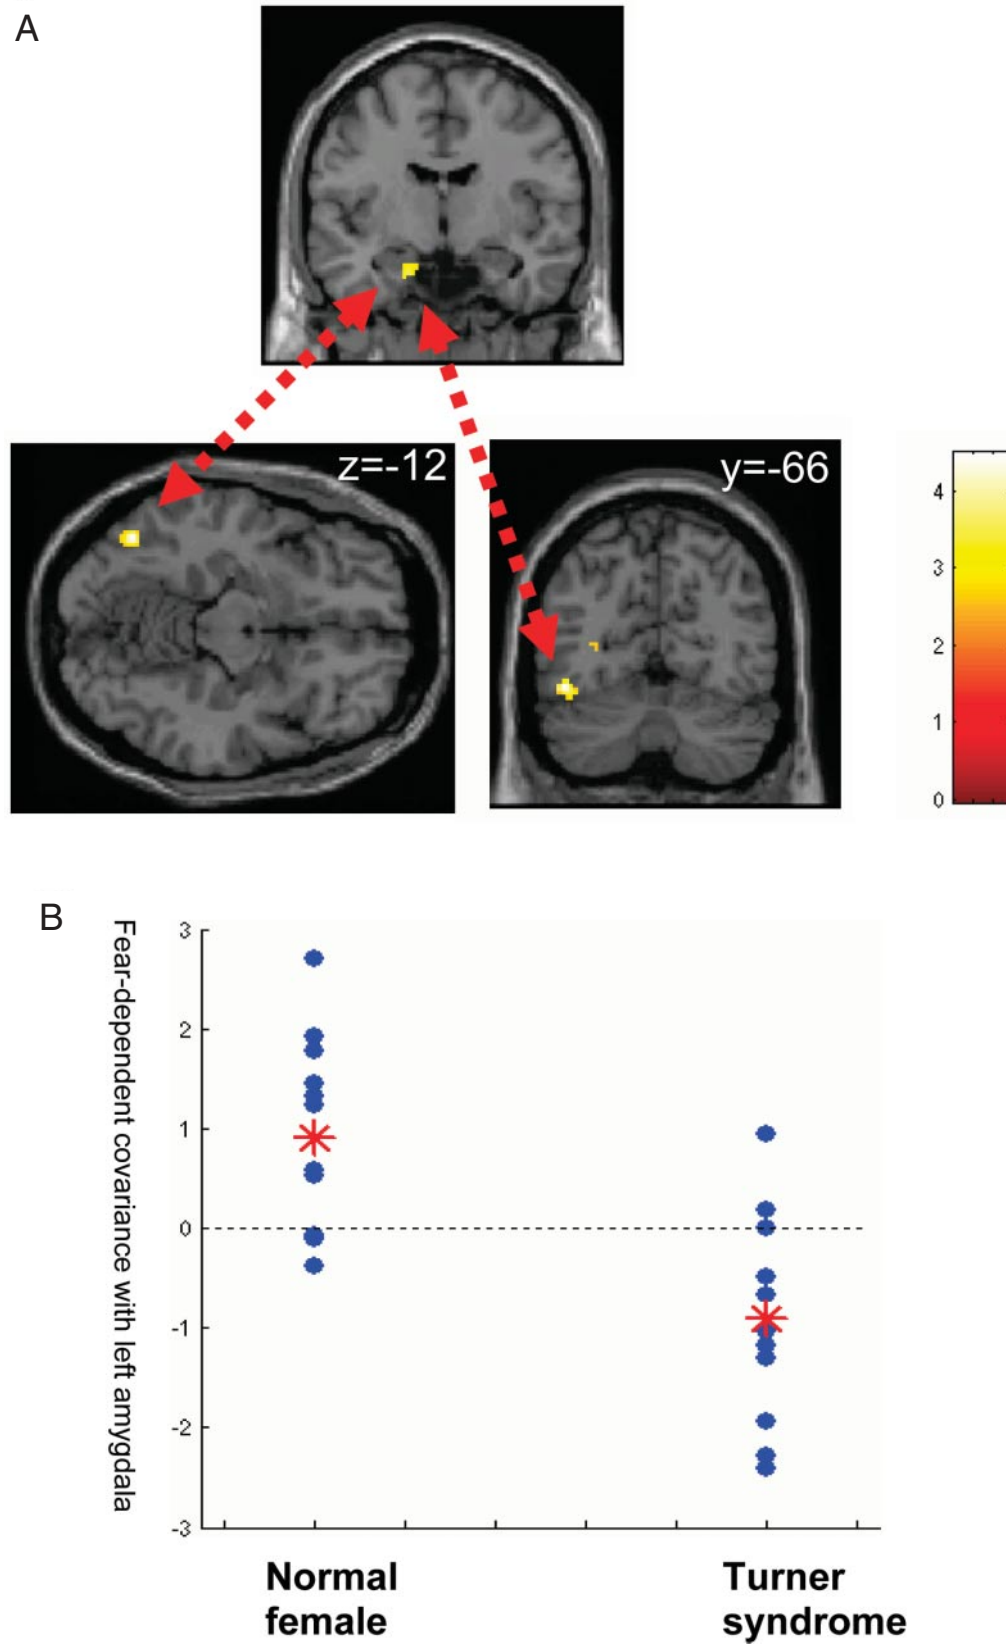 A
z=-12
y=-66
4
3
2
1
0
B
Fear-dependent covariance with left amygdala
3
2
1
0
-1
-2
-3
Normal
female
Turner
syndrome